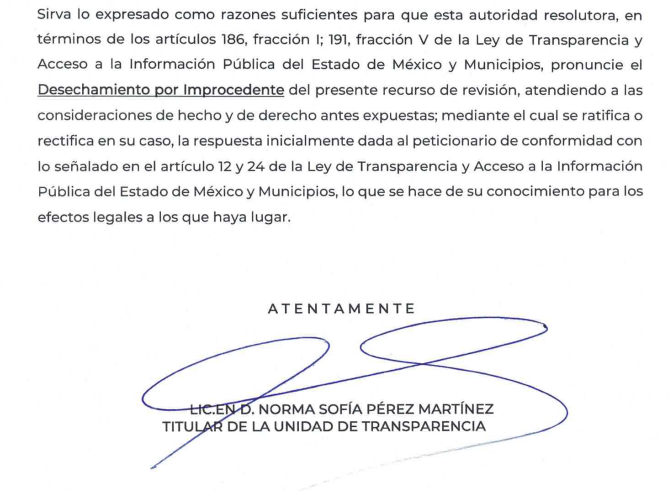 Sirva lo expresado como razones suficientes para que esta autoridad resolutora, en
términos de los artículos 186, fracción I; 191, fracción V de la Ley de Transparencia y
Acceso a la Información Pública del Estado de México y Municipios, pronuncie el
Desechamiento por Improcedente del presente recurso de revisión, atendiendo a las
consideraciones de hecho y de derecho antes expuestas; mediante el cual se ratifica o
rectifica en su caso, la respuesta inicialmente dada al peticionario de conformidad con
lo señalado en el artículo 12 y 24 de la Ley de Transparencia y Acceso a la Información
Pública del Estado de México y Municipios, lo que se hace de su conocimiento para los
efectos legales a los que haya lugar.
ATENTAMENTE
LIC.EN D. NORMA SOFÍA PÉREZ MARTÍNEZ
TITULAR DE LA UNIDAD DE TRANSPARENCIA